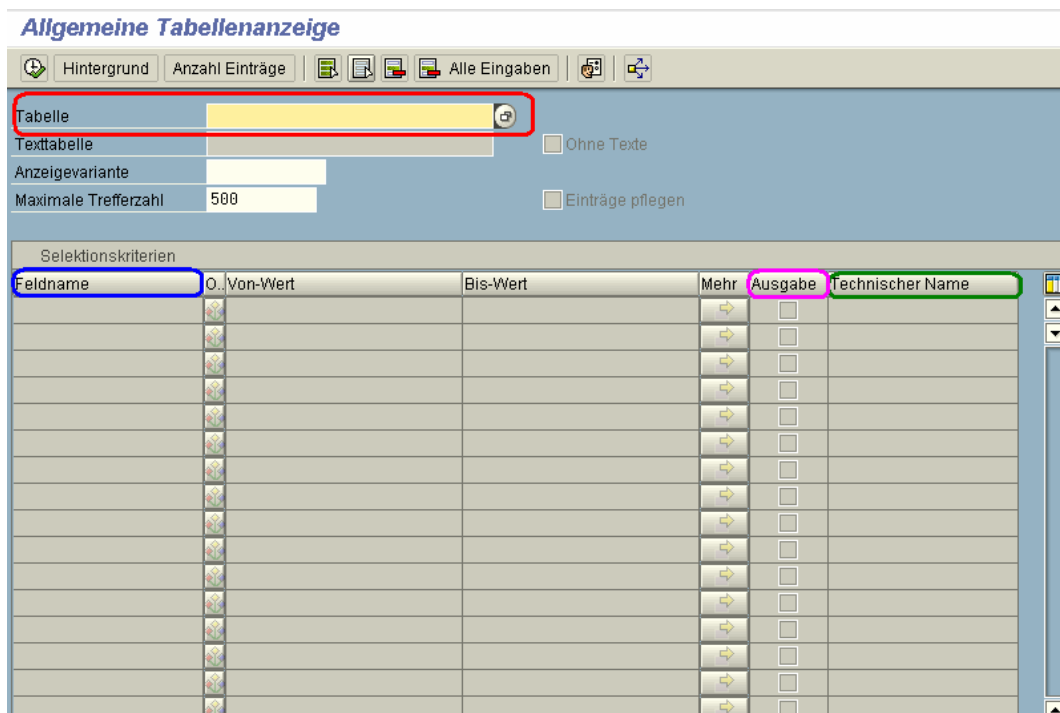 Allgemeine Tabellenanzeige
Hintergrund Anzahl Einträge Alle Eingaben
Tabelle
Texttabelle Ohne Texte
Anzeigevariante
Maximale Trefferzahl 500 Einträge pflegen
Selektionskriterien
Feldname O.. Von-Wert Bis-Wert Mehr Ausgabe Technischer Name